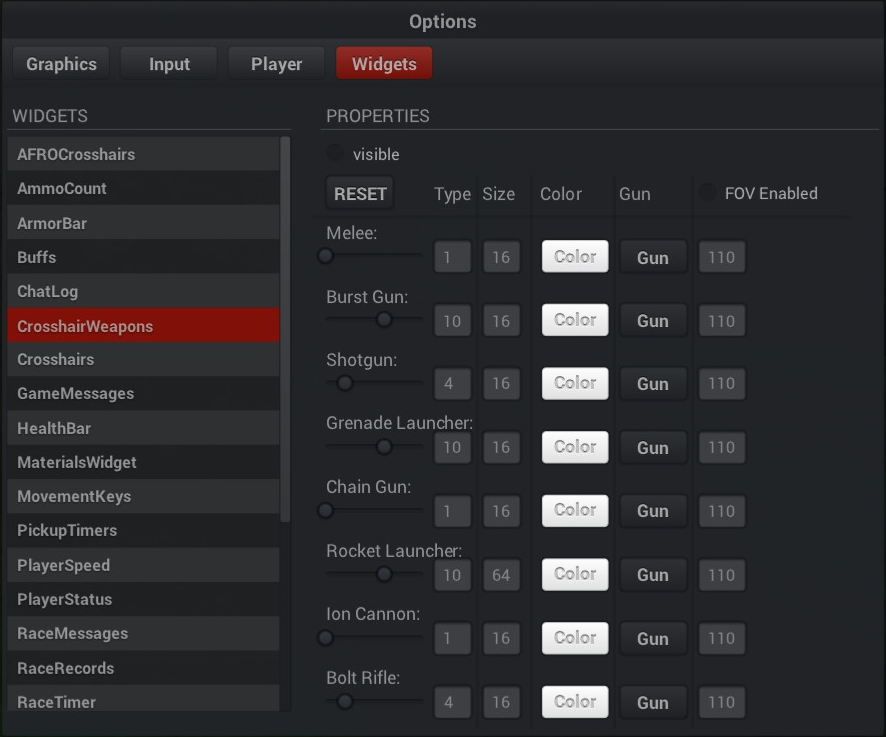 Options
Graphics Input Player Widgets
WIDGETS
AFROCrosshairs
AmmoCount
ArmorBar
Buffs
ChatLog
CrosshairWeapons
Crosshairs
GameMessages
HealthBar
MaterialsWidget
MovementKeys
PickupTimers
PlayerSpeed
PlayerStatus
RaceMessages
RaceRecords
RaceTimer
PROPERTIES
visible
RESET Type Size Color Gun FOV Enabled
Melee:
1 16 Color Gun 110
Burst Gun:
10 16 Color Gun 110
Shotgun:
4 16 Color Gun 110
Grenade Launcher:
10 16 Color Gun 110
Chain Gun:
1 16 Color Gun 110
Rocket Launcher:
10 64 Color Gun 110
Ion Cannon:
1 16 Color Gun 110
Bolt Rifle:
4 16 Color Gun 110